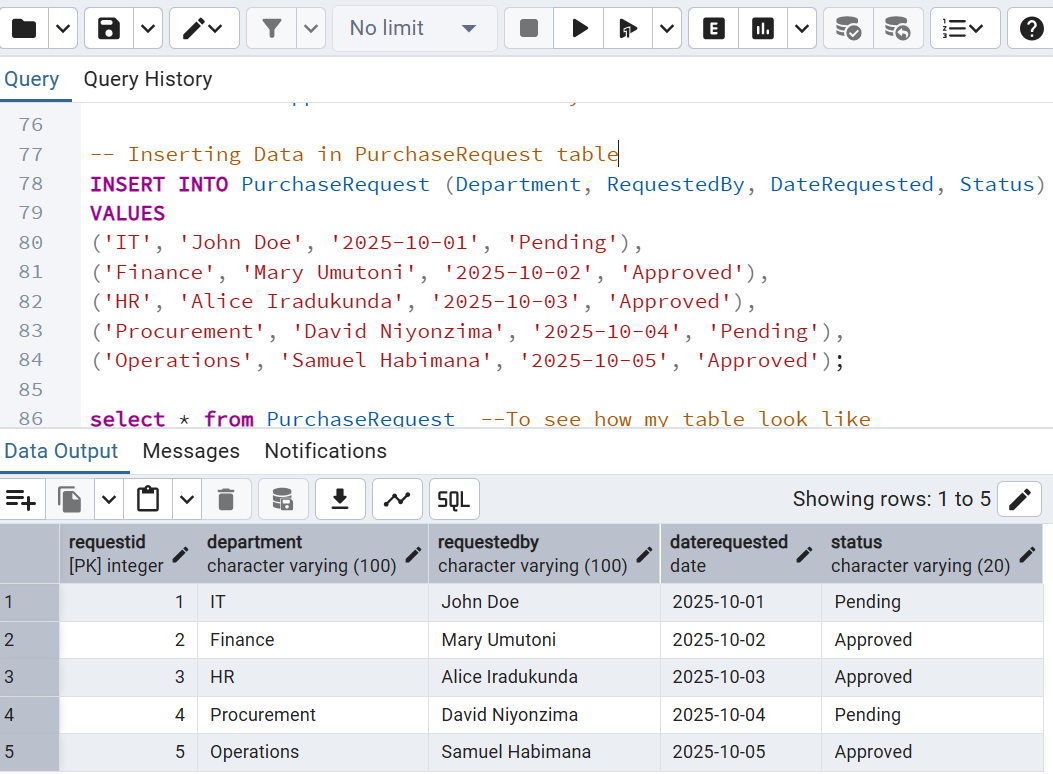 No limit
E
Query Query History
76
77 -- Inserting Data in PurchaseRequest table
78 INSERT INTO PurchaseRequest (Department, RequestedBy, DateRequested, Status)
79 VALUES
80 ('IT', 'John Doe', '2025-10-01', 'Pending'),
81 ('Finance', 'Mary Umutoni', '2025-10-02', 'Approved'),
82 ('HR', 'Alice Iradukunda', '2025-10-03', 'Approved'),
83 ('Procurement', 'David Niyonzima', '2025-10-04', 'Pending'),
84 ('Operations', 'Samuel Habimana', '2025-10-05', 'Approved');
85
86 select * from PurchaseRequest --To see how my table look like
Data Output Messages Notifications
SQL Showing rows: 1 to 5
requestid department requestedby daterequested status
[PK] integer character varying (100) character varying (100) date character varying (20)
1 1 IT John Doe 2025-10-01 Pending
2 2 Finance Mary Umutoni 2025-10-02 Approved
3 3 HR Alice Iradukunda 2025-10-03 Approved
4 4 Procurement David Niyonzima 2025-10-04 Pending
5 5 Operations Samuel Habimana 2025-10-05 Approved